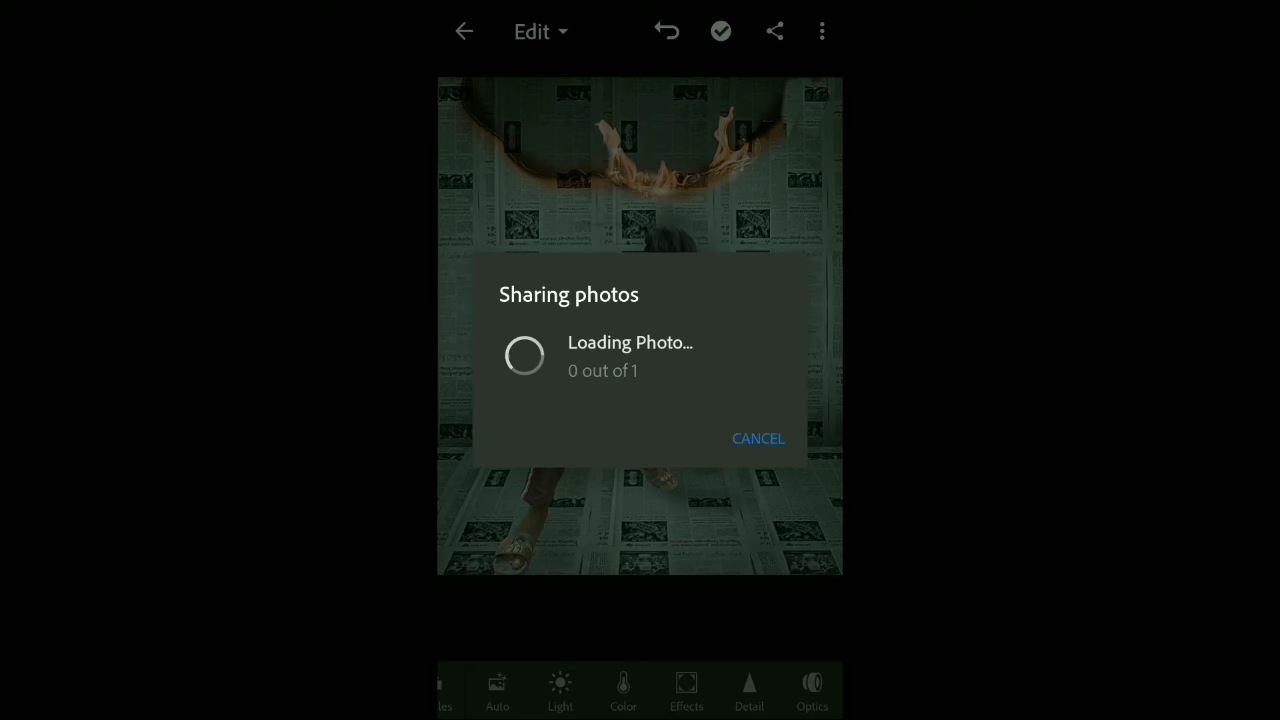 Edit
Sharing photos
Loading Photo...
0 out of 1
CANCEL
les
Auto
Light
Color
Effects
Detail
Optics